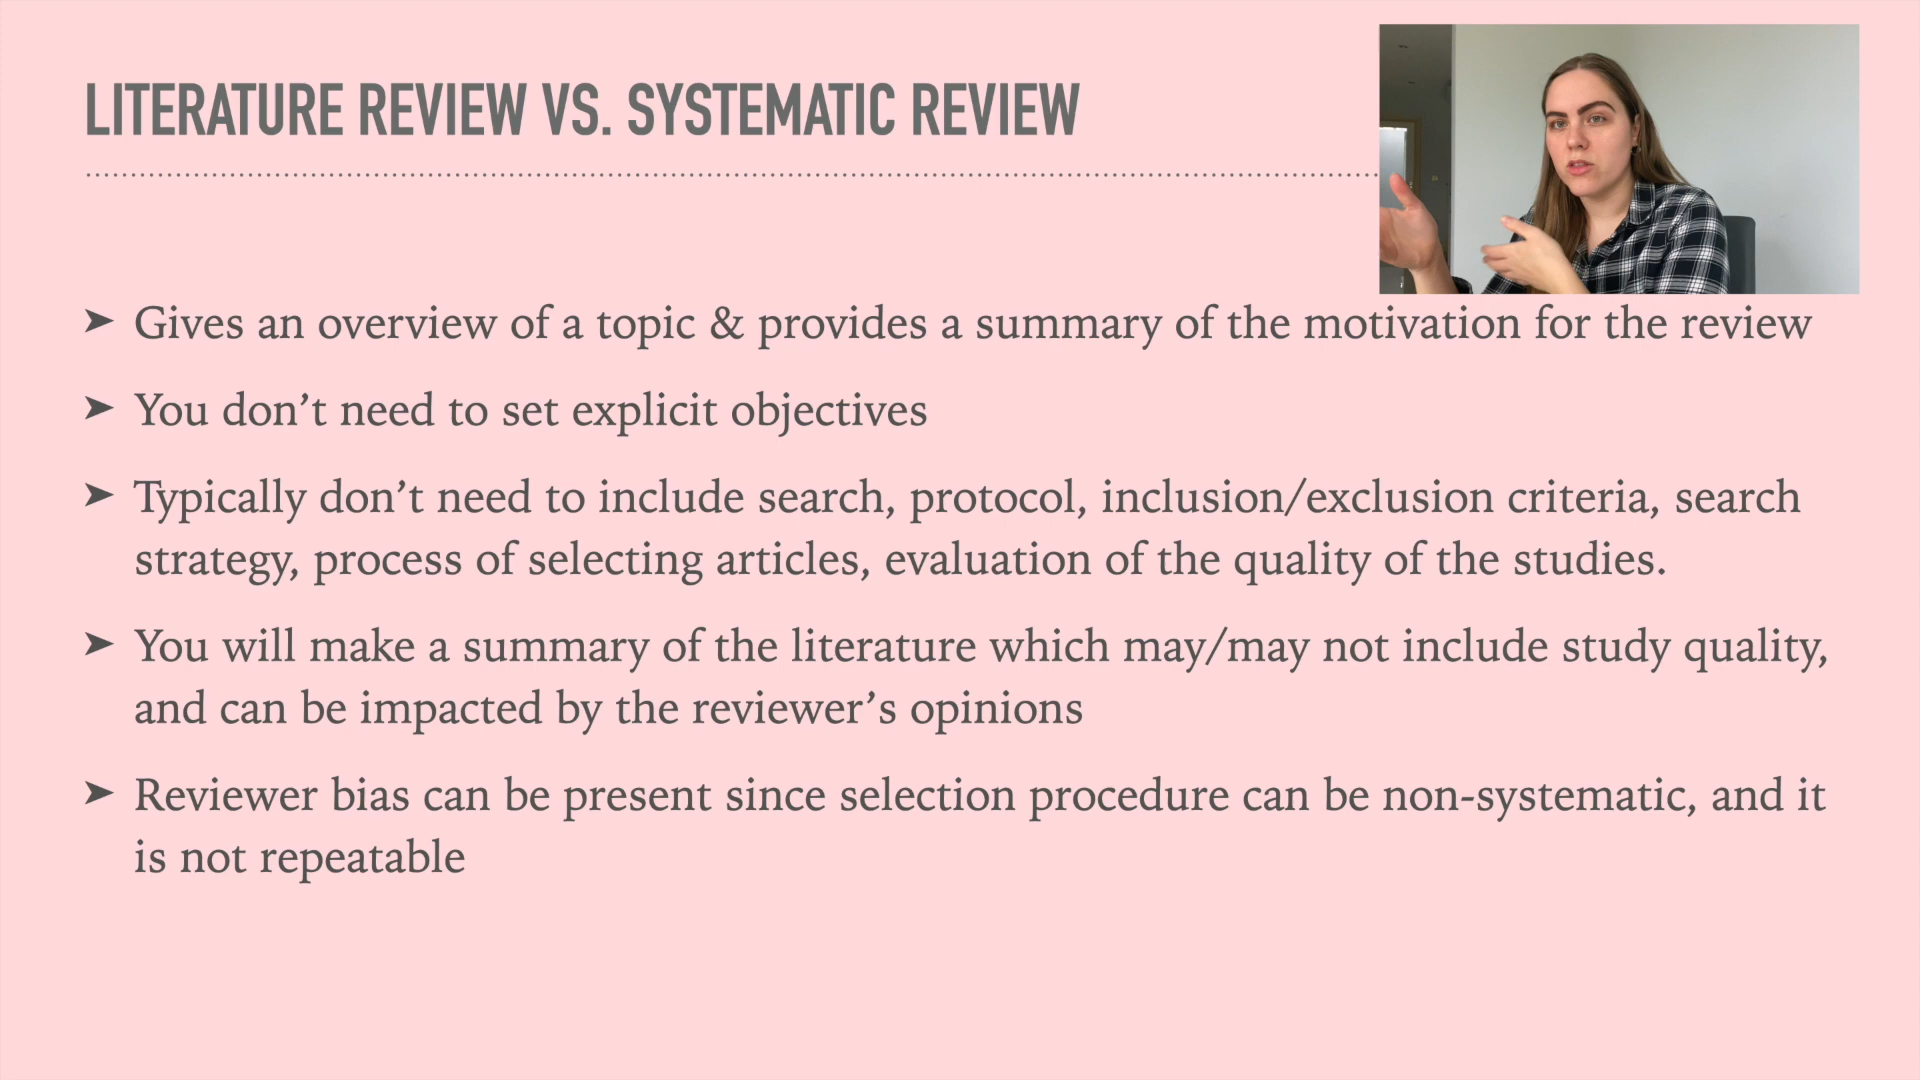 LITERATURE REVIEW VS. SYSTEMATIC REVIEW
➤ Gives an overview of a topic & provides a summary of the motivation for the review
➤ You don’t need to set explicit objectives
➤ Typically don’t need to include search, protocol, inclusion/exclusion criteria, search
strategy, process of selecting articles, evaluation of the quality of the studies.
➤ You will make a summary of the literature which may/may not include study quality,
and can be impacted by the reviewer’s opinions
➤ Reviewer bias can be present since selection procedure can be non-systematic, and it
is not repeatable